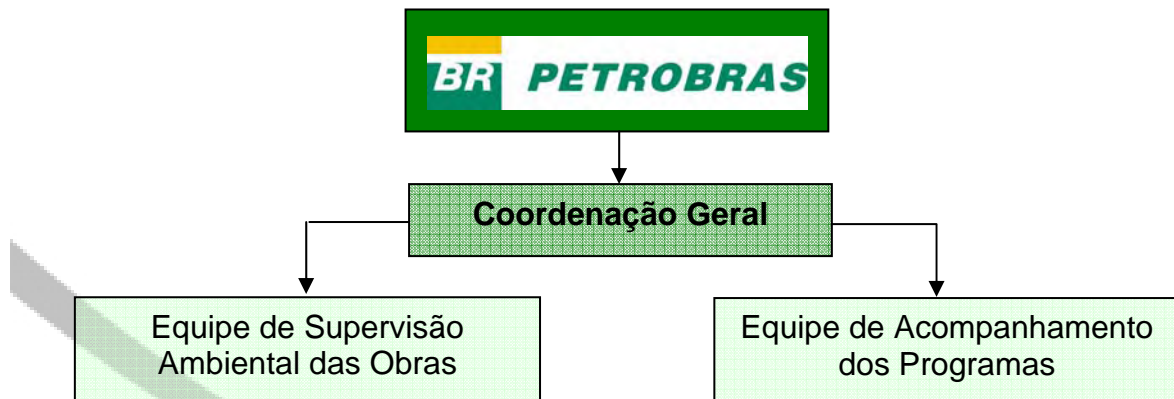 BR PETROBRAS
Coordenação Geral
Equipe de Supervisão
Ambiental das Obras
Equipe de Acompanhamento
dos Programas